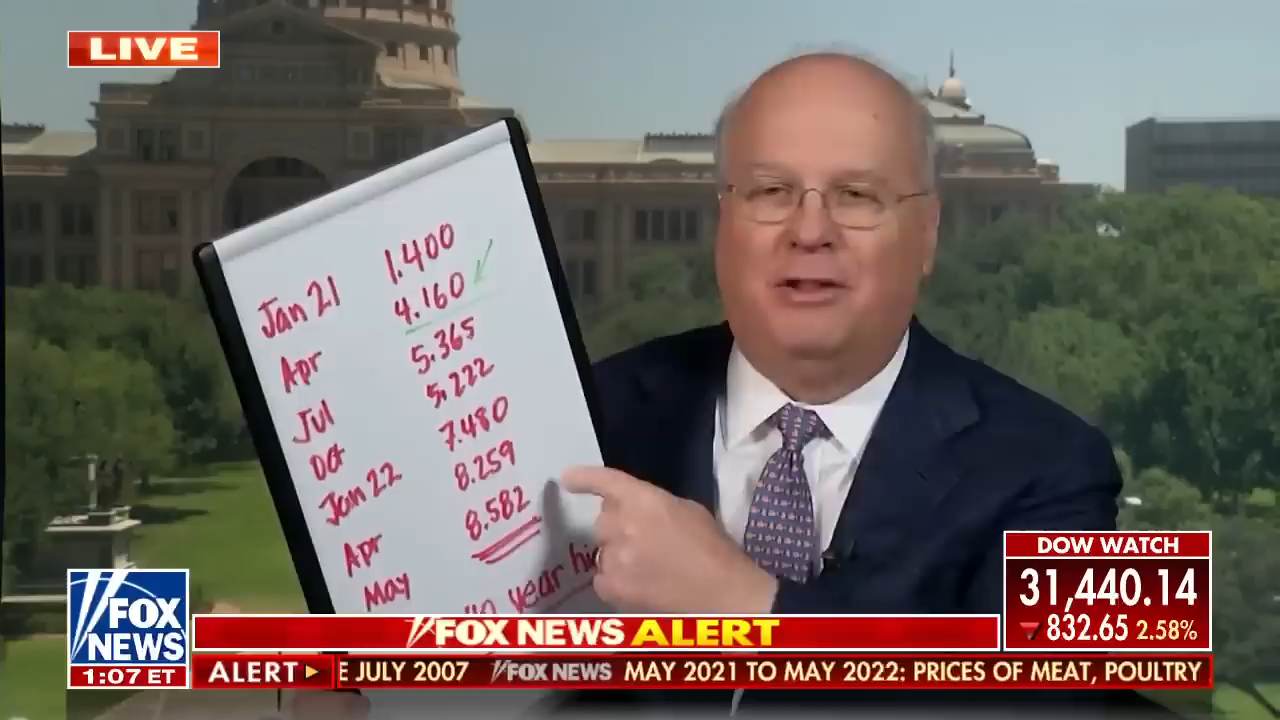 LIVE
Jan 21 1.400
Apr 4.160
Jul 5.365
Oct 5.222
Jan 22 7.480
Apr 8.259
May 8.582
year
FOX NEWS ALERT
FOX
NEWS
1:07 ET
ALERT JULY 2007 FOX NEWS MAY 2021 TO MAY 2022: PRICES OF MEAT, POULTRY
DOW WATCH
31,440.14
832.65 2.58%